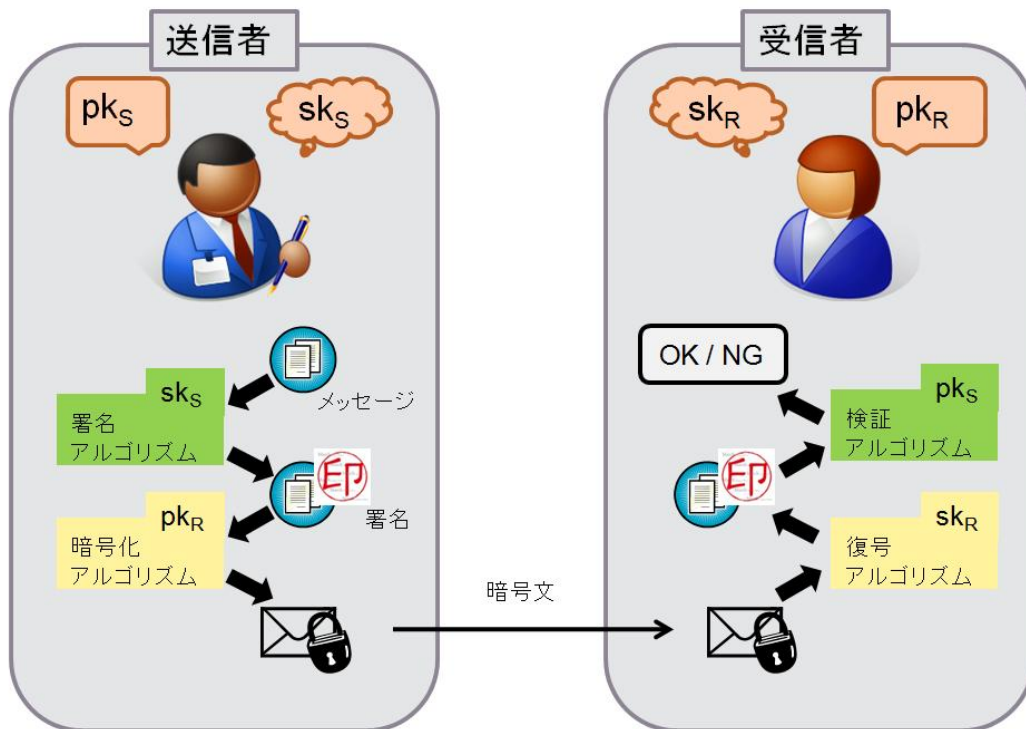 送信者
pkS
skS
メッセージ
skS
署名
アルゴリズム
印
署名
pkR
暗号化
アルゴリズム
暗号文
受信者
skR
pkR
OK / NG
pkS
検証
アルゴリズム
印
skR
復号
アルゴリズム